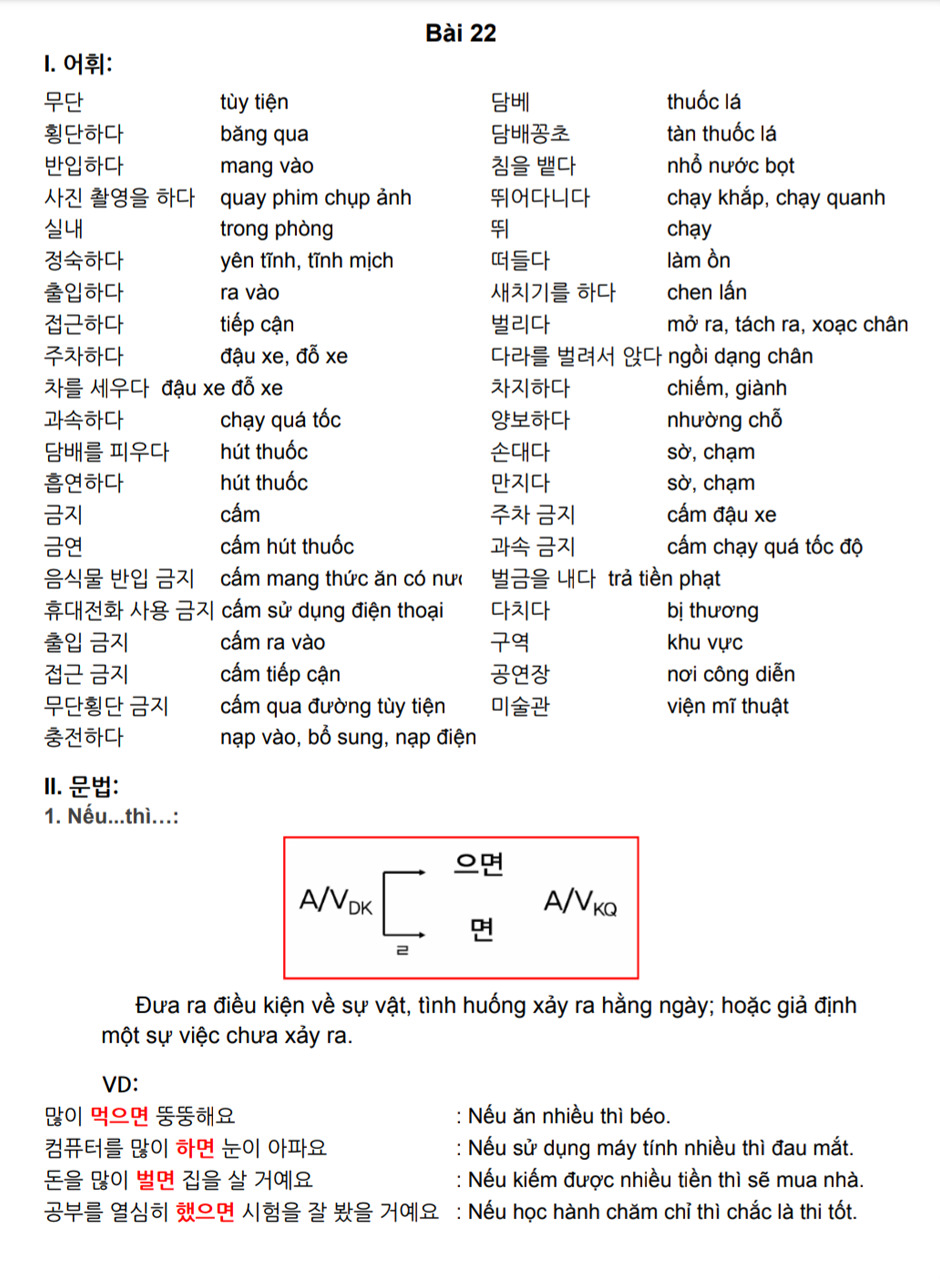 Bài 22
I. 어휘:
무단 tùy tiện 담베 thuốc lá
횡단하다 băng qua 담배꽁초 tàn thuốc lá
반입하다 mang vào 침을 뱉다 nhổ nước bọt
사진 촬영을 하다 quay phim chụp ảnh 뛰어다니다 chạy khắp, chạy quanh
실내 trong phòng 뛰 chạy
정숙하다 yên tĩnh, tĩnh mịch 떠들다 làm ồn
출입하다 ra vào 새치기를 하다 chen lấn
접근하다 tiếp cận 벌리다 mở ra, tách ra, xoạc chân
주차하다 đậu xe, đỗ xe 다라를 벌려서 앉다 ngồi dạng chân
차를 세우다 đậu xe đỗ xe 차지하다 chiếm, giành
과속하다 chạy quá tốc 양보하다 nhường chỗ
담배를 피우다 hút thuốc 손대다 sờ, chạm
흡연하다 hút thuốc 만지다 sờ, chạm
금지 cấm 주차 금지 cấm đậu xe
금연 cấm hút thuốc 과속 금지 cấm chạy quá tốc độ
음식물 반입 금지 cấm mang thức ăn có nướ 벌금을 내다 trả tiền phạt
휴대전화 사용 금지 cấm sử dụng điện thoại 다치다 bị thương
출입 금지 cấm ra vào 구역 khu vực
접근 금지 cấm tiếp cận 공연장 nơi công diễn
무단횡단 금지 cấm qua đường tùy tiện 미술관 viện mĩ thuật
충전하다 nạp vào, bổ sung, nạp điện
II. 문법:
1. Nếu...thì...:
으면
A/VDK A/VKQ
면
ㄹ
Đưa ra điều kiện về sự vật, tình huống xảy ra hằng ngày; hoặc giả định
một sự việc chưa xảy ra.
VD:
많이 먹으면 뚱뚱해요 : Nếu ăn nhiều thì béo.
컴퓨터를 많이 하면 눈이 아파요 : Nếu sử dụng máy tính nhiều thì đau mắt.
돈을 많이 벌면 집을 살 거예요 : Nếu kiếm được nhiều tiền thì sẽ mua nhà.
공부를 열심히 했으면 시험을 잘 봤을 거예요 : Nếu học hành chăm chỉ thì chắc là thi tốt.